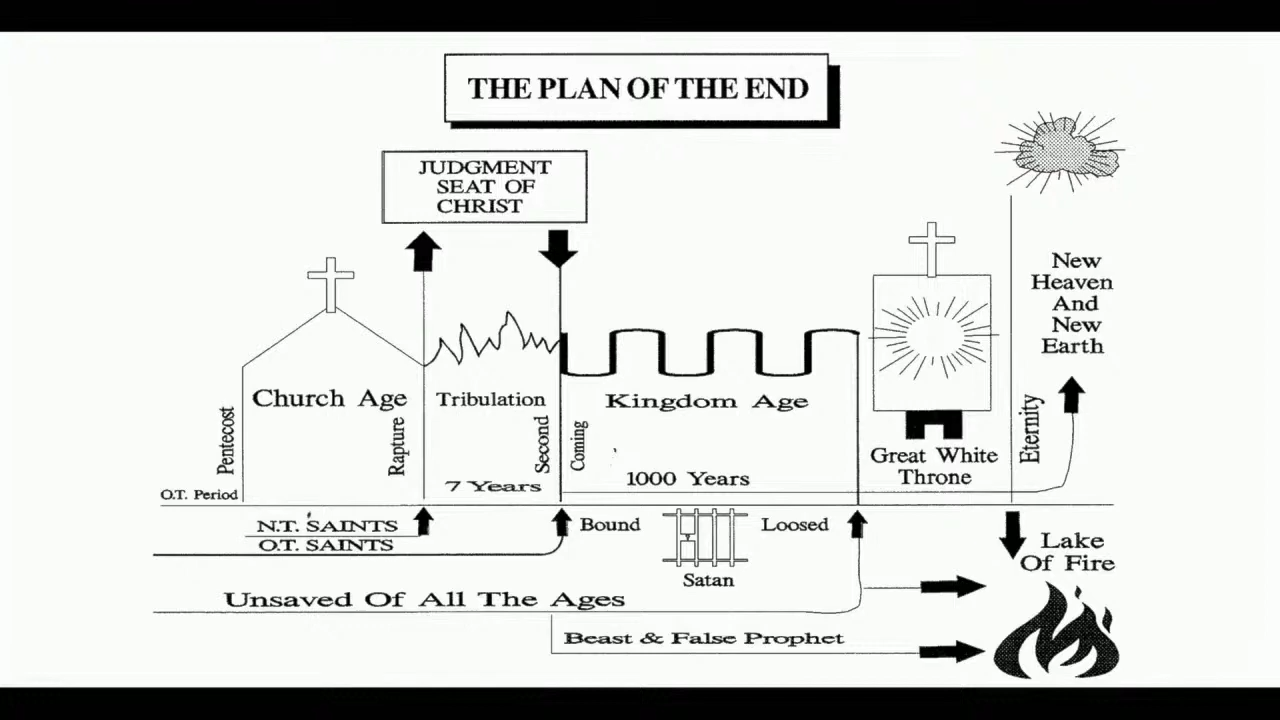 THE PLAN OF THE END
JUDGMENT
SEAT OF
CHRIST
New
Heaven
And
New
Earth
Church Age
Tribulation
Kingdom Age
Pentecost
Rapture
Second
Coming
Eternity
Great White
Throne
7 Years
1000 Years
O.T. Period
N.T. SAINTS
O.T. SAINTS
Bound
Loosed
Satan
Lake
Of Fire
Unsaved Of All The Ages
Beast & False Prophet